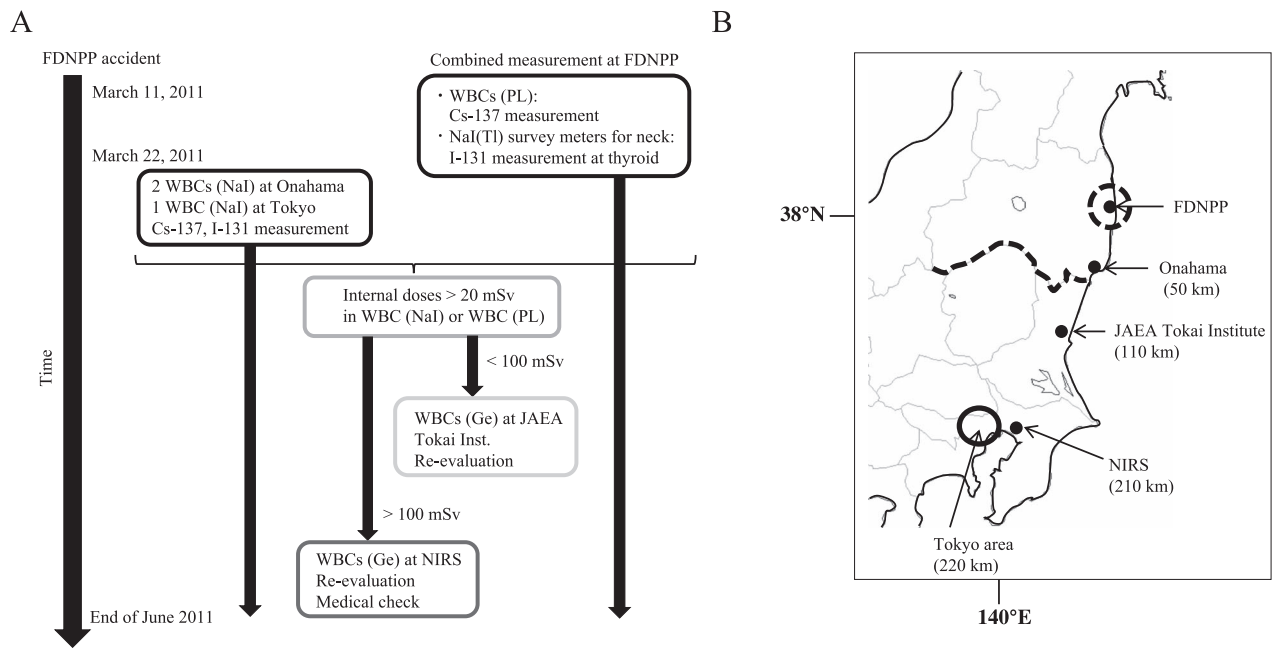 A
FDNPP accident
March 11, 2011
March 22, 2011
Time
End of June 2011
Combined measurement at FDNPP
・ WBCs (PL):
Cs-137 measurement
・ NaI(Tl) survey meters for neck:
I-131 measurement at thyroid
2 WBCs (NaI) at Onahama
1 WBC (NaI) at Tokyo
Cs-137, I-131 measurement
Internal doses > 20 mSv
in WBC (NaI) or WBC (PL)
< 100 mSv
WBCs (Ge) at JAEA
Tokai Inst.
Re-evaluation
> 100 mSv
WBCs (Ge) at NIRS
Re-evaluation
Medical check
B
38°N
FDNPP
Onahama
(50 km)
JAEA Tokai Institute
(110 km)
NIRS
(210 km)
Tokyo area
(220 km)
140°E